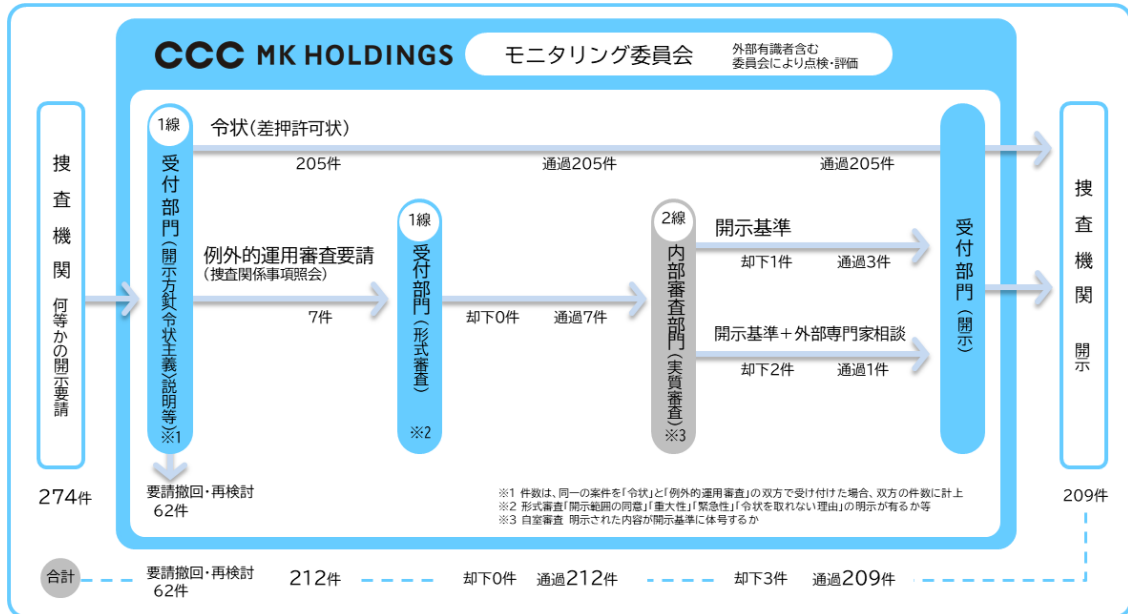 CCC MK HOLDINGS
モニタリング委員会
外部有識者含む
委員会により点検・評価
捜査機関 何等かの開示要請
274件
1線
受付部門(開示方針〈令状主義〉説明等)※1
令状(差押許可状)
205件
通過205件
通過205件
例外的運用審査要請
(捜査関係事項照会)
7件
1線
受付部門(形式審査)
※2
却下0件
通過7件
2線
内部審査部門(実質審査)
※3
開示基準
却下1件
通過3件
開示基準+外部専門家相談
却下2件
通過1件
受付部門(開示)
捜査機関 開示
209件
要請撤回・再検討
62件
※1 件数は、同一の案件を「令状」と「例外的運用審査」の双方で受け付けた場合、双方の件数に計上
※2 形式審査「開示範囲の同意」「重大性」「緊急性」「令状を取れない理由」の明示が有るか等
※3 自室審査 明示された内容が開示基準に体号するか
合計
要請撤回・再検討
62件
212件
却下0件
通過212件
却下3件
通過209件